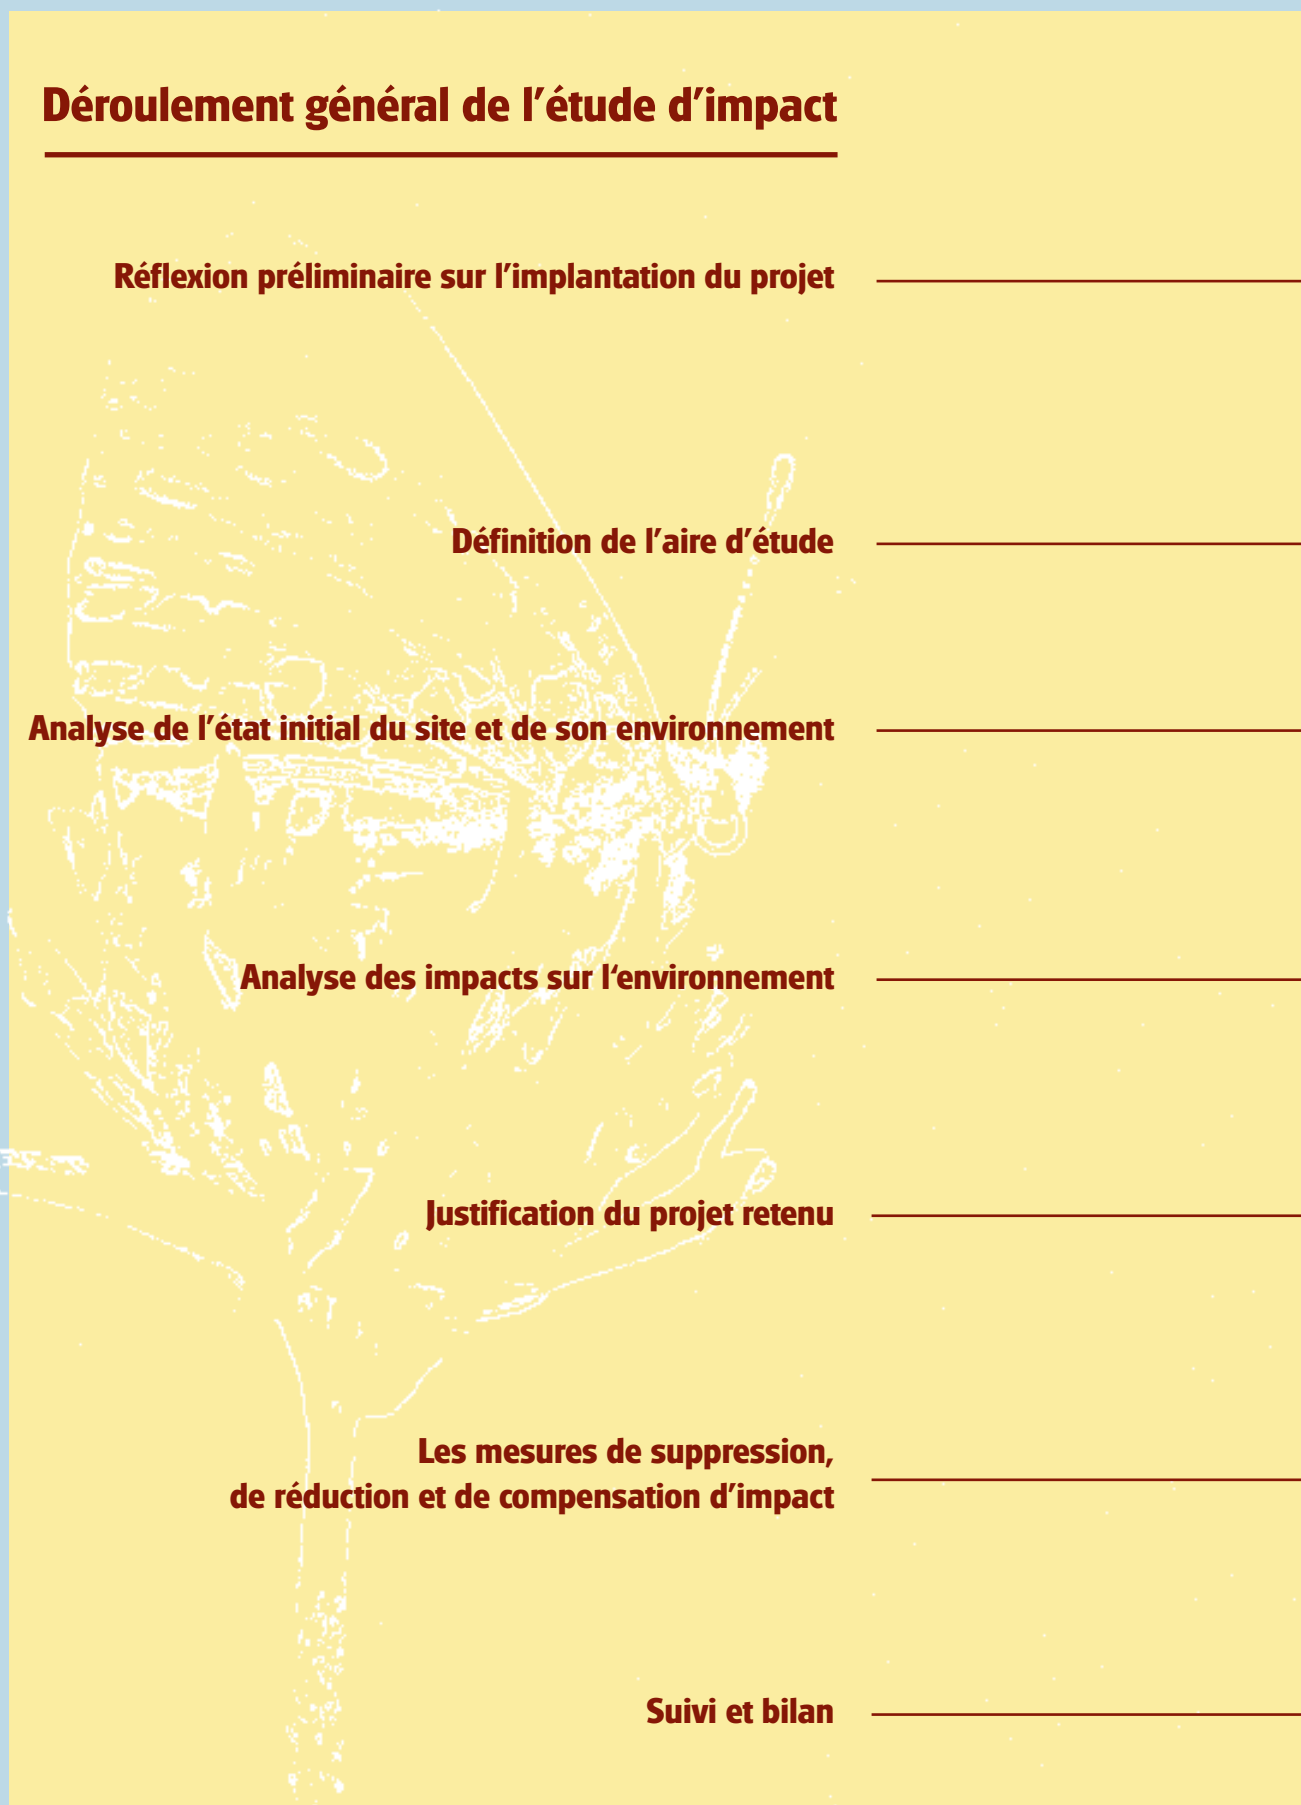 Déroulement général de l’étude d’impact
Réflexion préliminaire sur l’implantation du projet
Définition de l’aire d’étude
Analyse de l’état initial du site et de son environnement
Analyse des impacts sur l‘environnement
Justification du projet retenu
Les mesures de suppression,
de réduction et de compensation d’impact
Suivi et bilan